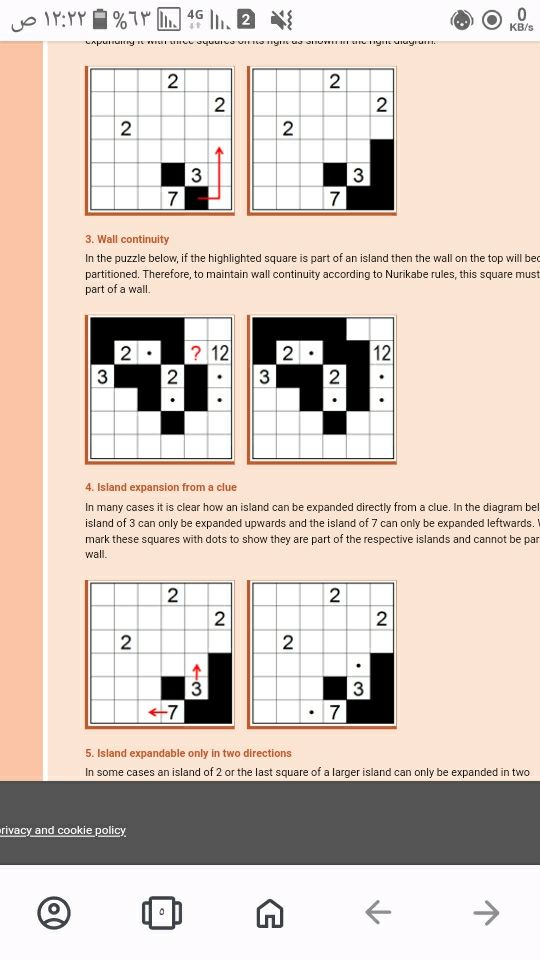 ص ١٢:٢٢ %٦٣ 4G 2 0 KB/s
expanding it with three squares on its right as shown in the right diagram.
2 2
2 2
2 2
3 3
7 7
3. Wall continuity
In the puzzle below, if the highlighted square is part of an island then the wall on the top will bec
partitioned. Therefore, to maintain wall continuity according to Nurikabe rules, this square must
part of a wall.
2 ? 12 2 12
3 2 3 2
4. Island expansion from a clue
In many cases it is clear how an island can be expanded directly from a clue. In the diagram bel
island of 3 can only be expanded upwards and the island of 7 can only be expanded leftwards.
mark these squares with dots to show they are part of the respective islands and cannot be par
wall.
2 2
2 2
2 2
3 3
7 7
5. Island expandable only in two directions
In some cases an island of 2 or the last square of a larger island can only be expanded in two
rivacy and cookie policy
٥